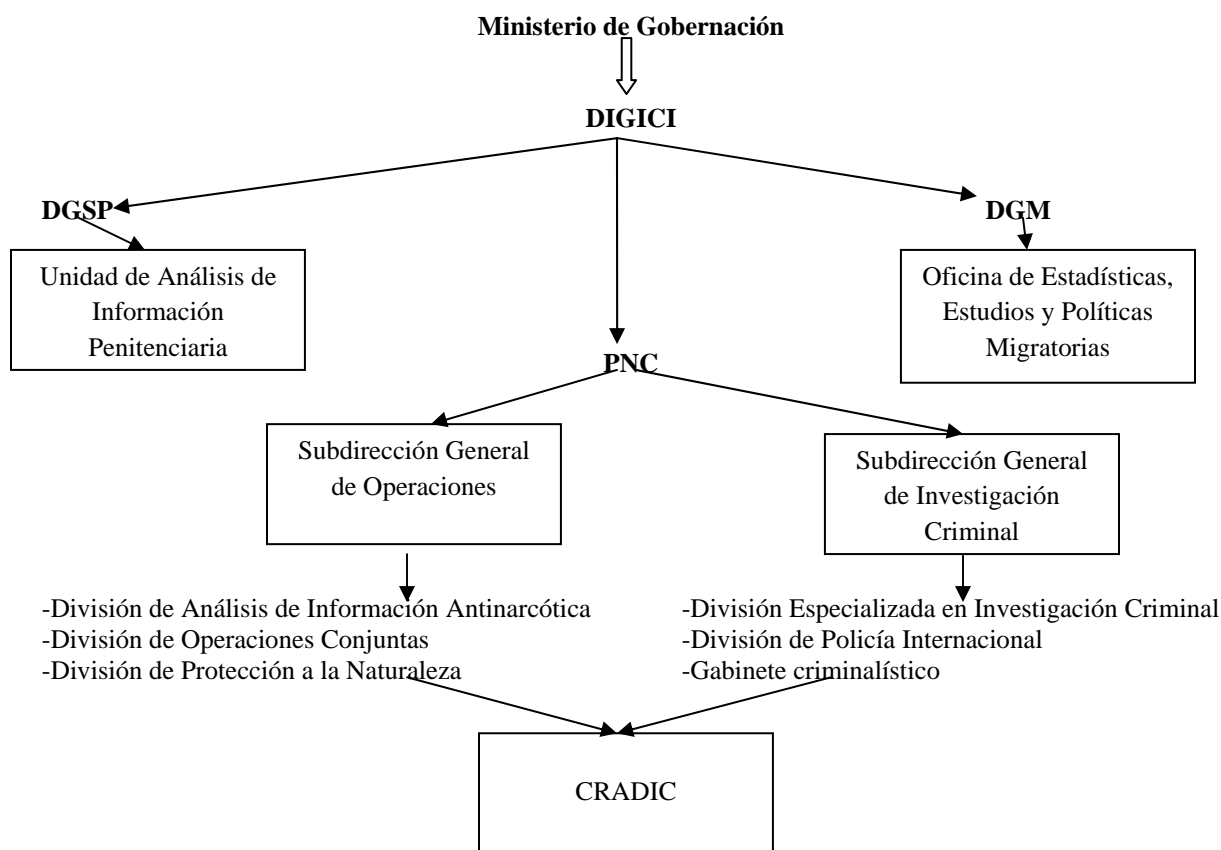 Ministerio de Gobernación
DIGICI
DGSP
DGM
Unidad de Análisis de
Información
Penitenciaria
Oficina de Estadísticas,
Estudios y Políticas
Migratorias
PNC
Subdirección General
de Operaciones
Subdirección General
de Investigación
Criminal
-División de Análisis de Información Antinarcótica
-División de Operaciones Conjuntas
-División de Protección a la Naturaleza
-División Especializada en Investigación Criminal
-División de Policía Internacional
-Gabinete criminalístico
CRADIC